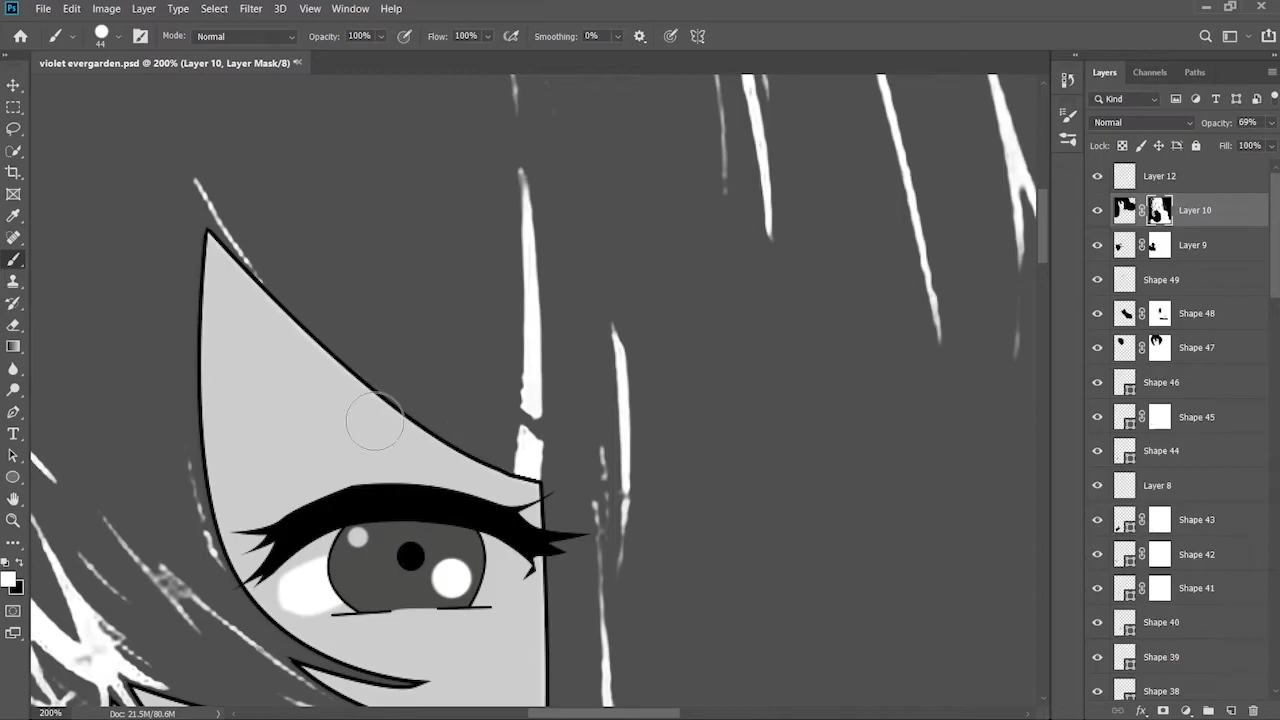 Ps File Edit Image Layer Type Select Filter 3D View Window Help
44 Mode: Normal Opacity: 100% Flow: 100% Smoothing: 0%
violet evergarden.psd @ 200% (Layer 10, Layer Mask/8) *
Layers Channels Paths
Kind
Normal Opacity: 69%
Lock: Fill: 100%
Layer 12
Layer 10
Layer 9
Shape 49
Shape 48
Shape 47
Shape 46
Shape 45
Shape 44
Layer 8
Shape 43
Shape 42
Shape 41
Shape 40
Shape 39
Shape 38
200% Doc: 21.5M/80.6M